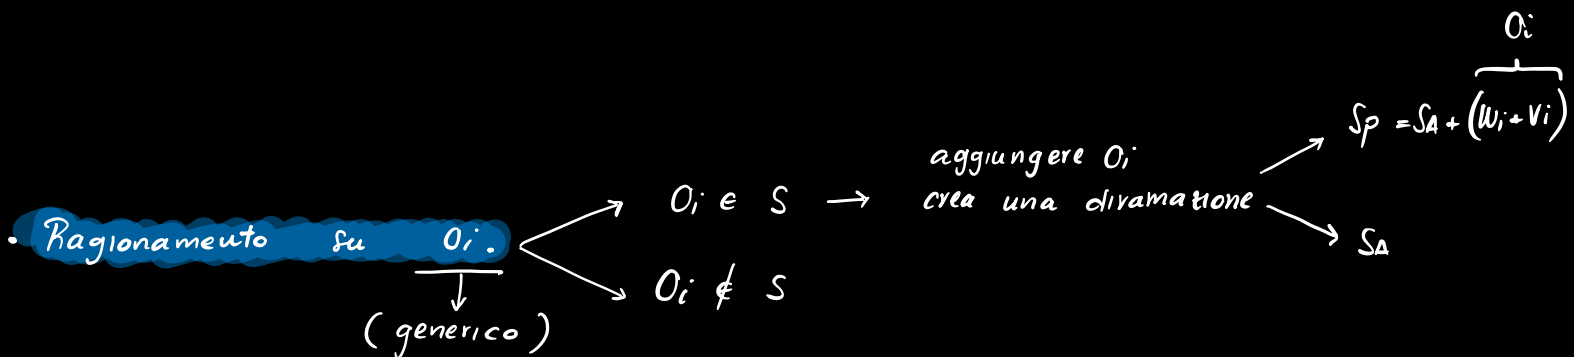 Oi
Sp = SA + (Wi + Vi)
aggiungere Oi
Oi ∈ S → crea una diramazione
SA
. Ragionamento su Oi.
Oi ∉ S
(generico)